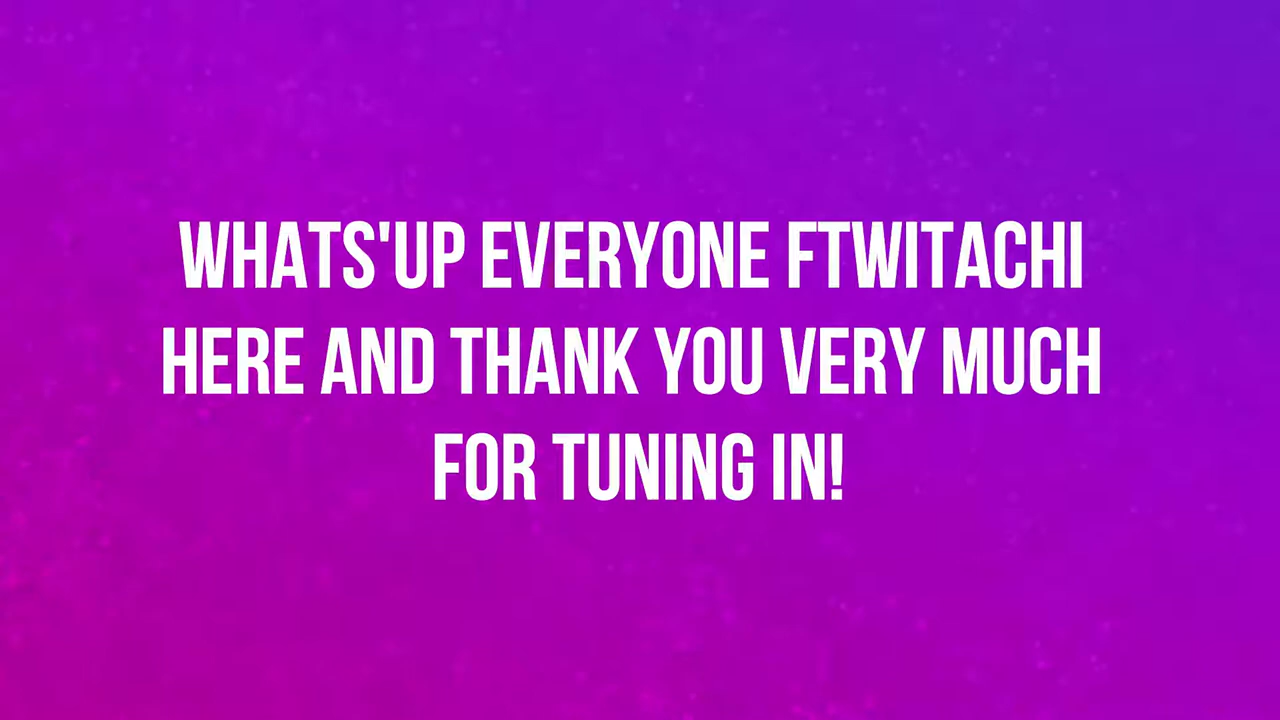 WHATS'UP EVERYONE FTWITACHI
HERE AND THANK YOU VERY MUCH
FOR TUNING IN!